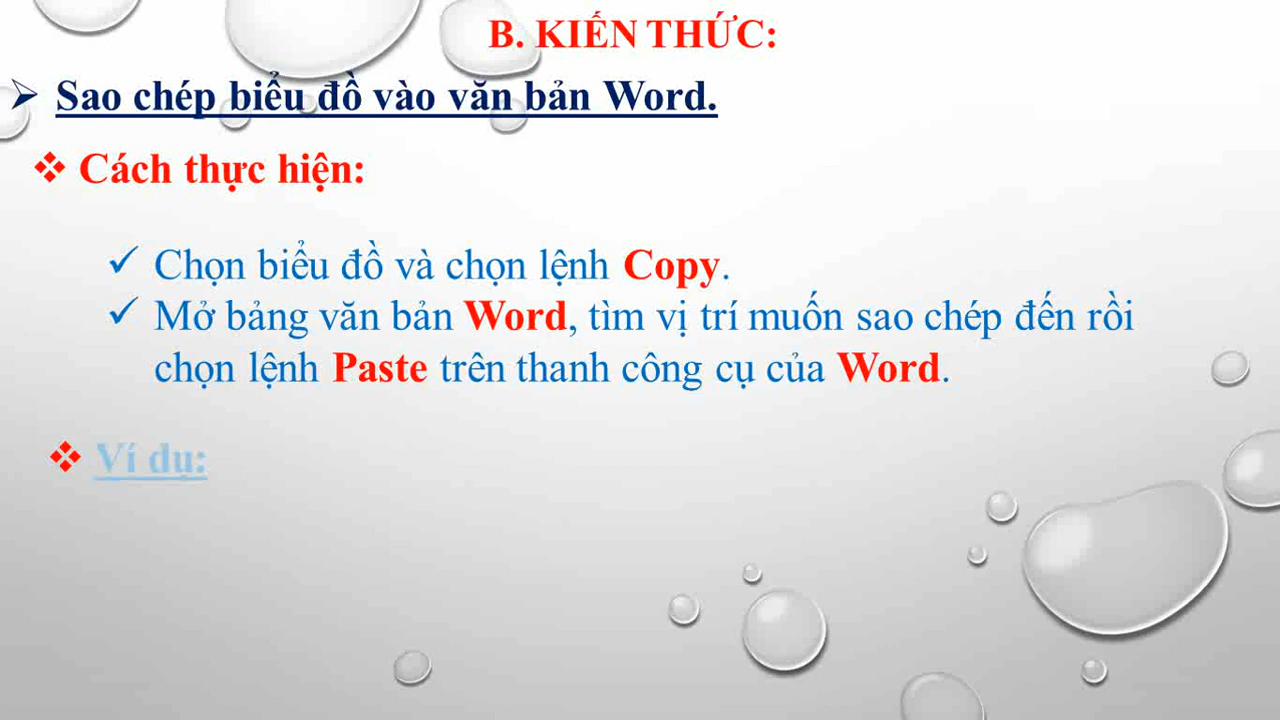 B. KIẾN THỨC:
Sao chép biểu đồ vào văn bản Word.
Cách thực hiện:
Chọn biểu đồ và chọn lệnh Copy.
Mở bảng văn bản Word, tìm vị trí muốn sao chép đến rồi
chọn lệnh Paste trên thanh công cụ của Word.
Ví dụ: